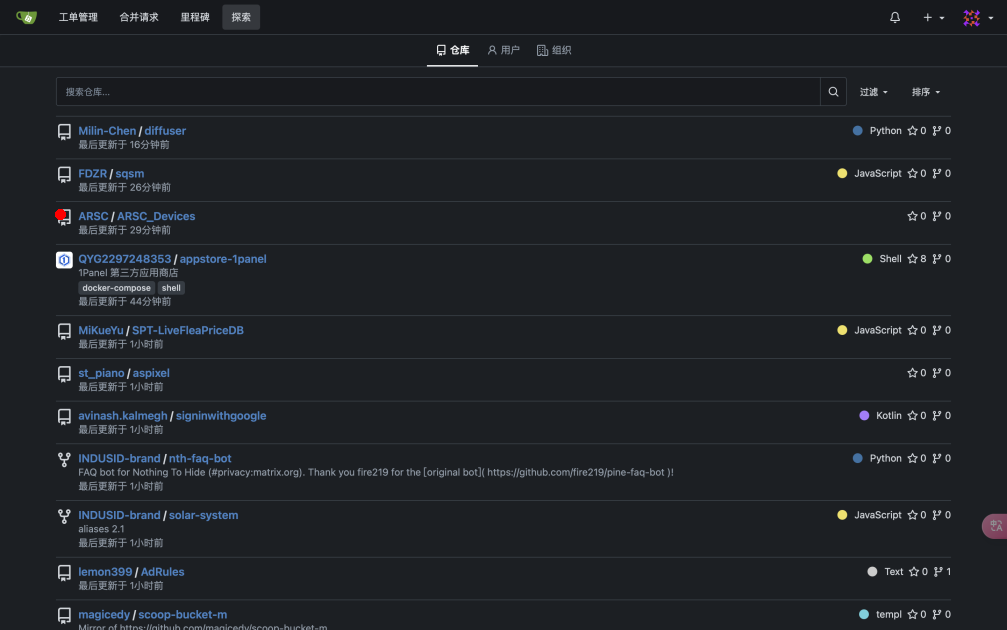 工单管理 合并请求 里程碑 探索
仓库 用户 组织
搜索仓库... 过滤 排序
Milin-Chen / diffuser Python 0 0
最后更新于 16分钟前
FDZR / sqsm JavaScript 0 0
最后更新于 26分钟前
ARSC / ARSC_Devices 0 0
最后更新于 29分钟前
QYG2297248353 / appstore-1panel Shell 8 0
1Panel 第三方应用商店
docker-compose shell
最后更新于 44分钟前
MiKueYu / SPT-LiveFleaPriceDB JavaScript 0 0
最后更新于 1小时前
st_piano / aspixel 0 0
最后更新于 1小时前
avinash.kalmegh / signinwithgoogle Kotlin 0 0
最后更新于 1小时前
INDUSID-brand / nth-faq-bot Python 0 0
FAQ bot for Nothing To Hide (#privacy:matrix.org). Thank you fire219 for the [original bot]( https://github.com/fire219/pine-faq-bot )!
最后更新于 1小时前
INDUSID-brand / solar-system JavaScript 0 0
aliases 2.1
最后更新于 1小时前
lemon399 / AdRules Text 0 1
最后更新于 1小时前
magicedy / scoop-bucket-m templ 0 0
Mirror of https://github.com/magicedy/scoop-bucket-m